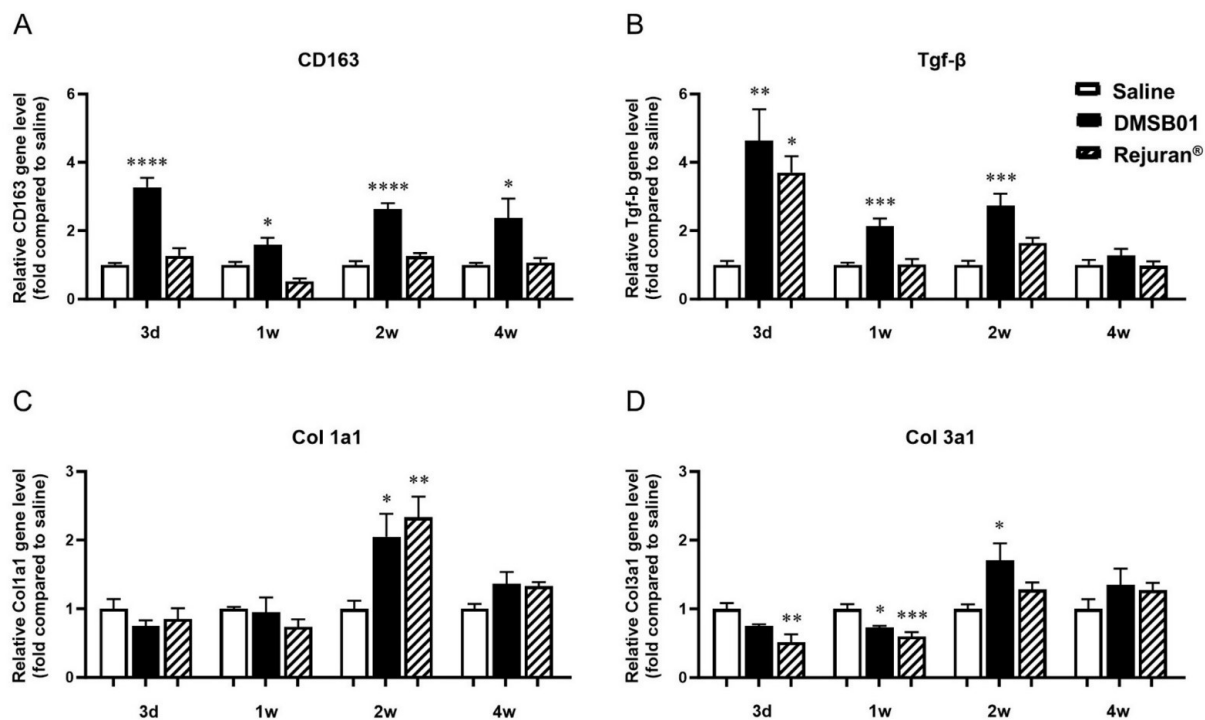 A
CD163
Relative CD163 gene level
(fold compared to saline)
6
4
2
0
****
*
****
*
3d 1w 2w 4w
B
Tgf-β
Relative Tgf-b gene level
(fold compared to saline)
6
4
2
0
**
*
***
***
3d 1w 2w 4w
Saline
DMSB01
Rejuran®
C
Col 1a1
Relative Col1a1 gene level
(fold compared to saline)
3
2
1
0
*
**
3d 1w 2w 4w
D
Col 3a1
Relative Col3a1 gene level
(fold compared to saline)
3
2
1
0
**
*
***
*
3d 1w 2w 4w